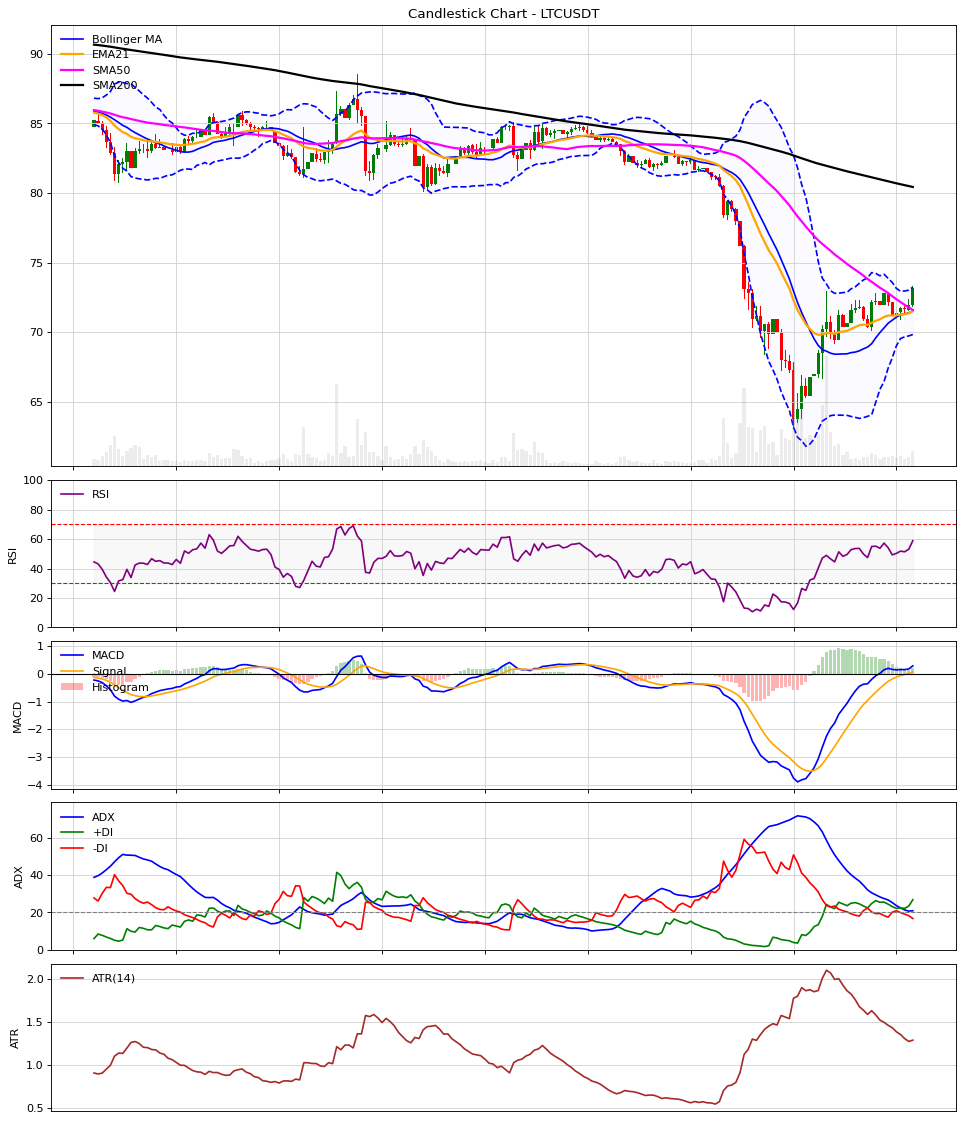 Candlestick Chart - LTCUSDT
Bollinger MA
EMA21
SMA50
SMA200
90
85
80
75
70
65
RSI
100
80
60
40
20
0
RSI
MACD
Signal
Histogram
1
0
−1
−2
−3
−4
MACD
ADX
+DI
-DI
60
40
20
0
ADX
ATR(14)
2.0
1.5
1.0
0.5
ATR